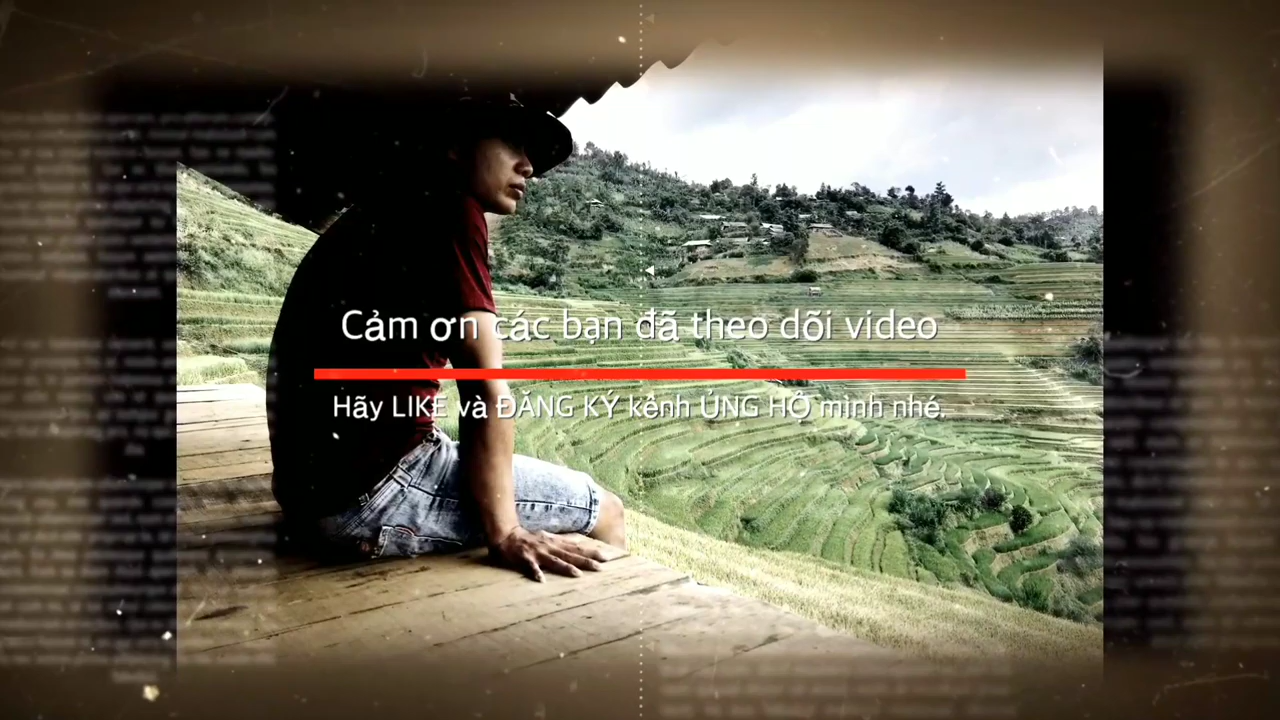 Cảm ơn các bạn đã theo dõi video
Hãy LIKE và ĐĂNG KÝ kênh ỦNG HỘ mình nhé.